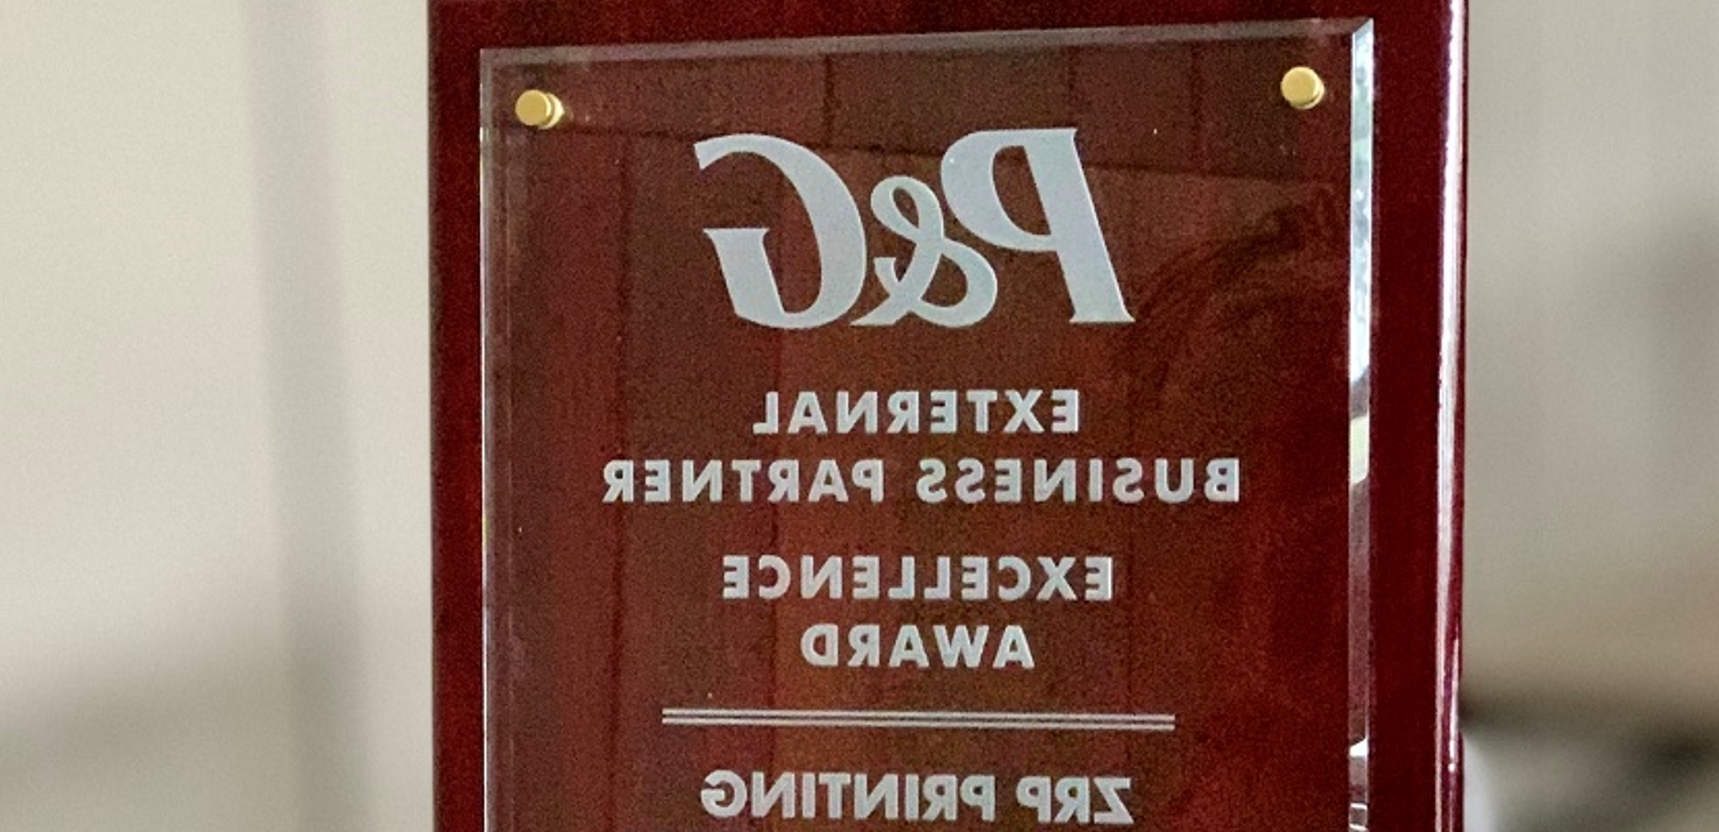 P&G
EXTERNAL
BUSINESS PARTNER
EXCELLENCE
AWARD
ZRP PRINTING